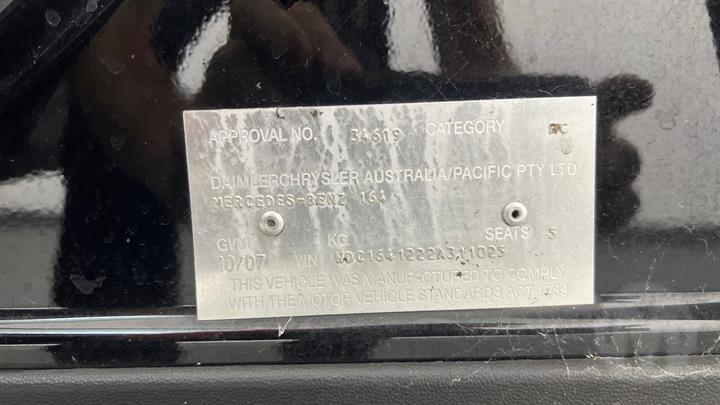 APPROVAL NO. 34619 CATEGORY
DAIMLERCHRYSLER AUSTRALIA/PACIFIC PTY LTD
MERCEDES-BENZ 164
GVM KG SEATS 5
10/07 VIN WDC1641222A311025
THIS VEHICLE WAS MANUFACTURED TO COMPLY
WITH THE MOTOR VEHICLE STANDARDS ACT 1989